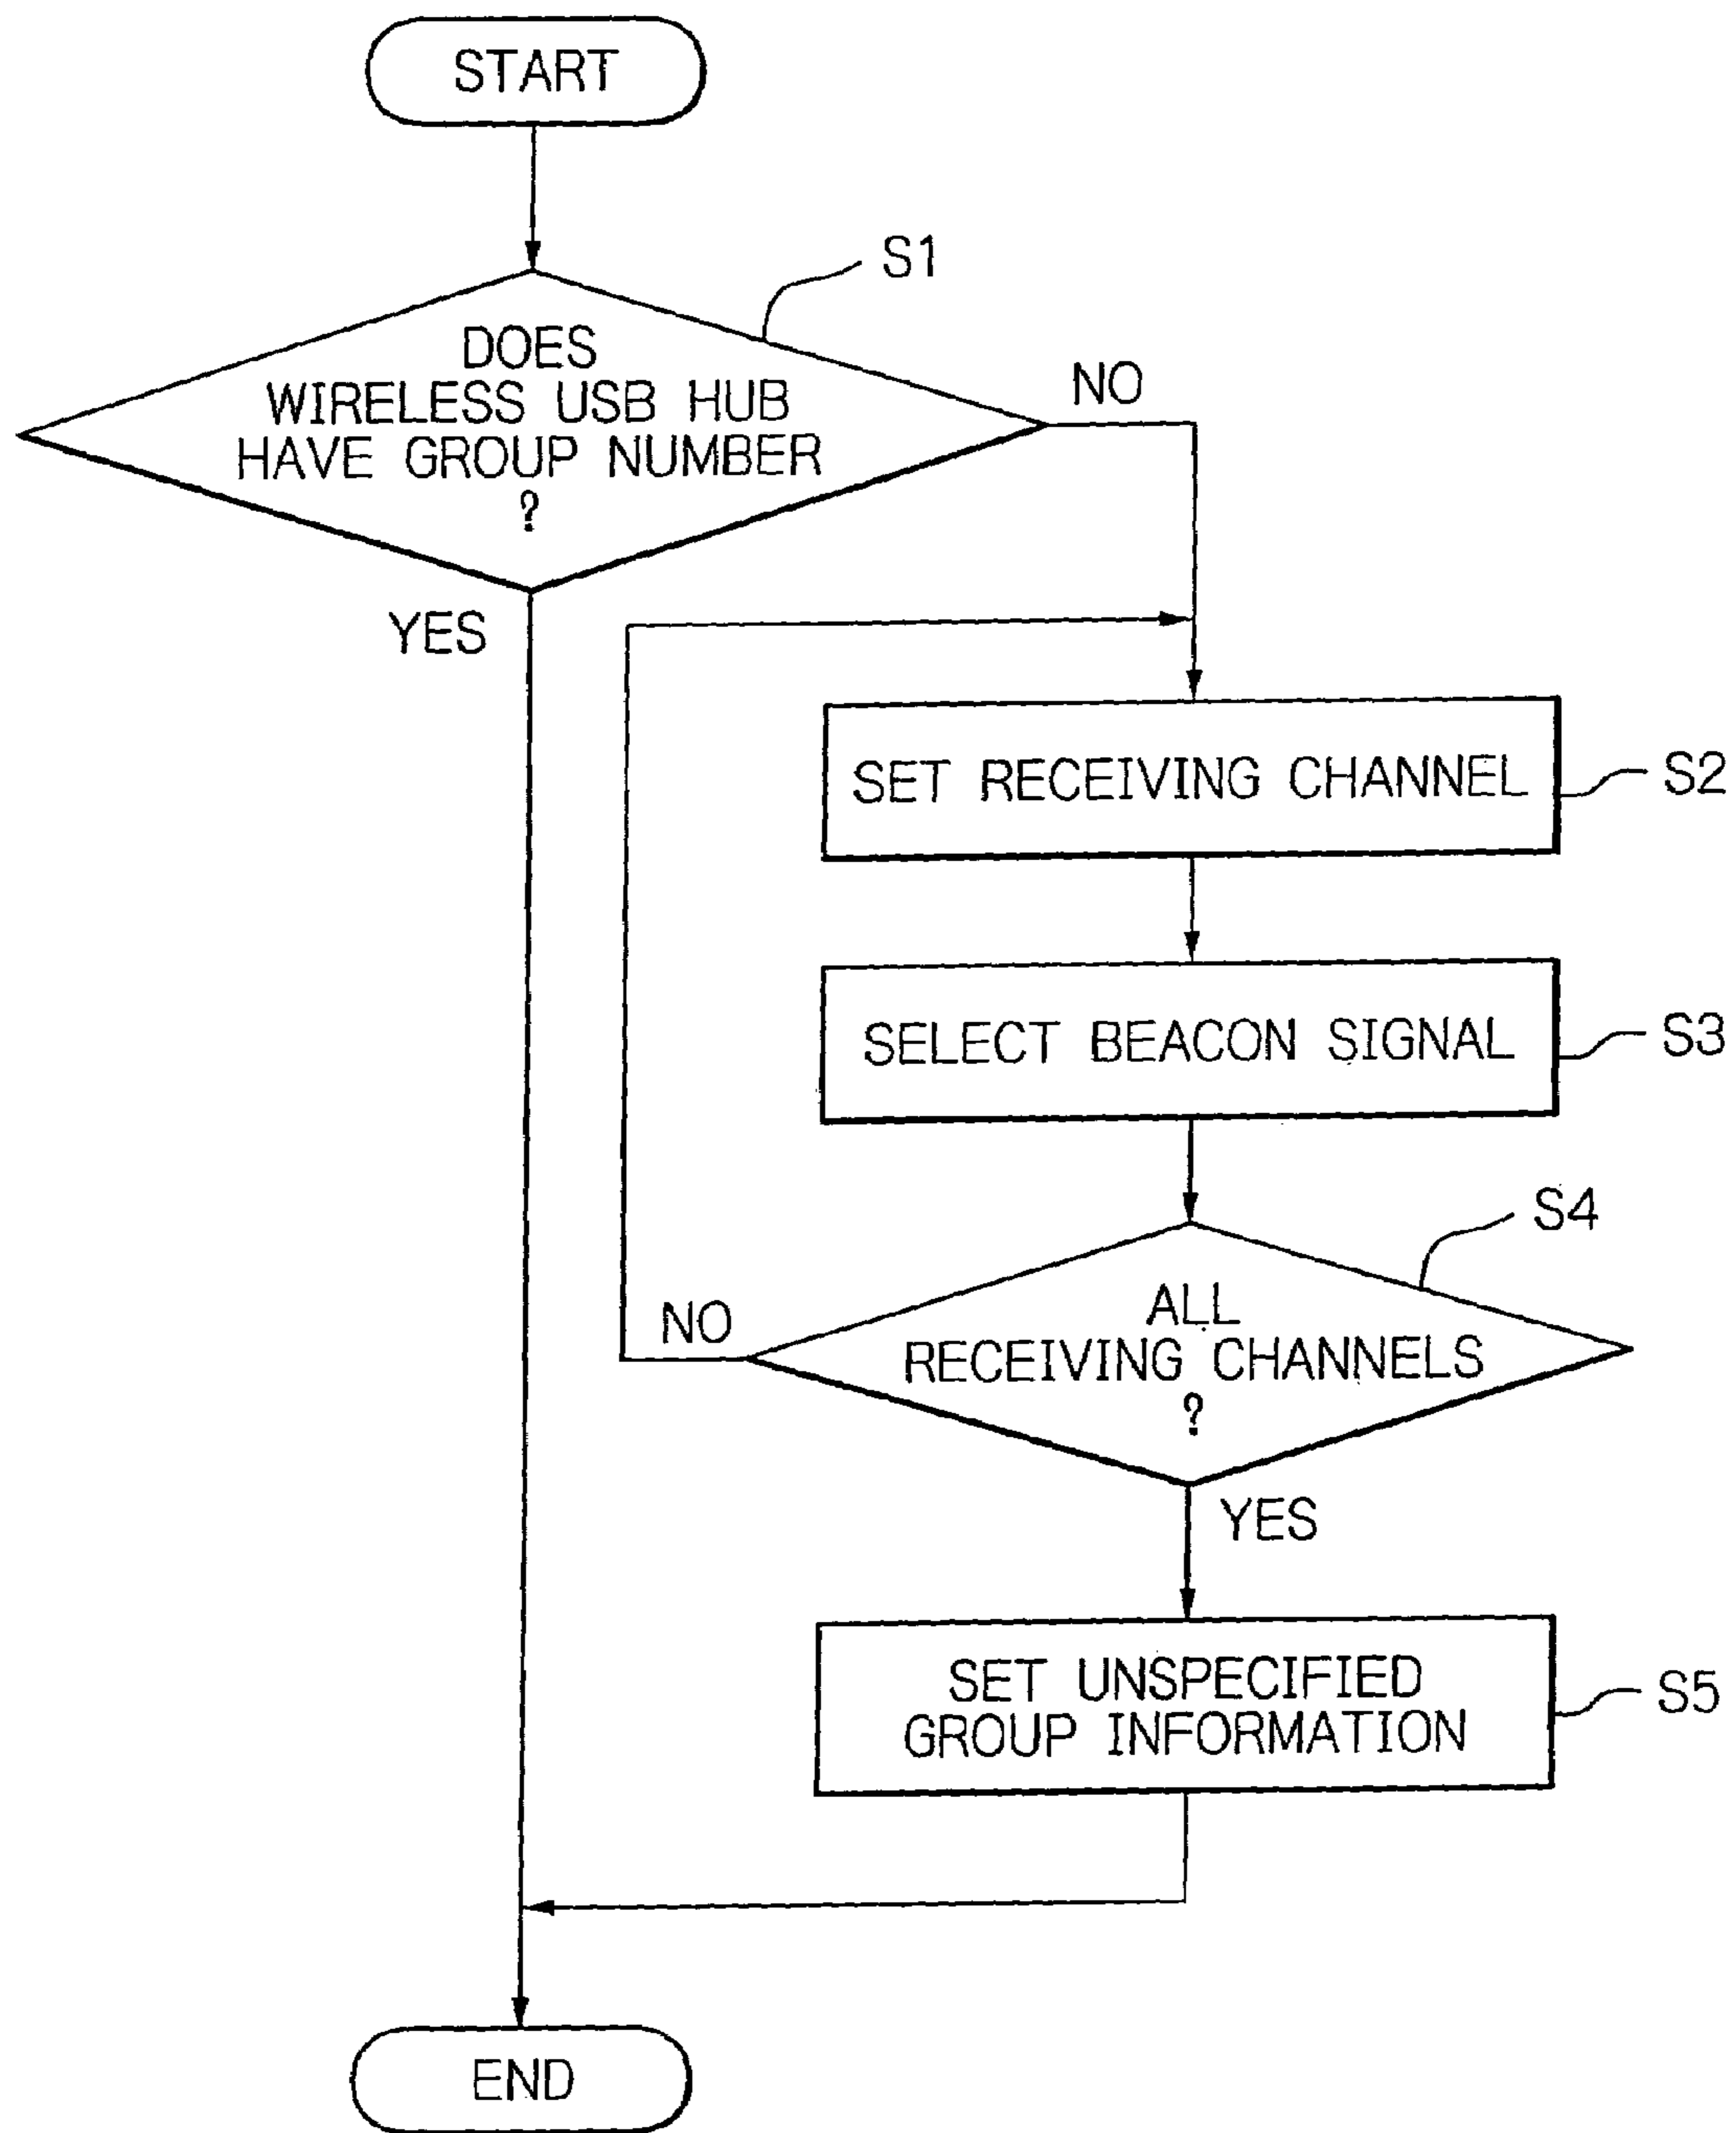 START
S1
DOES
WIRELESS USB HUB
HAVE GROUP NUMBER
?
NO
YES
SET RECEIVING CHANNEL
S2
SELECT BEACON SIGNAL
S3
S4
ALL
RECEIVING CHANNELS
?
NO
YES
SET UNSPECIFIED
GROUP INFORMATION
S5
END